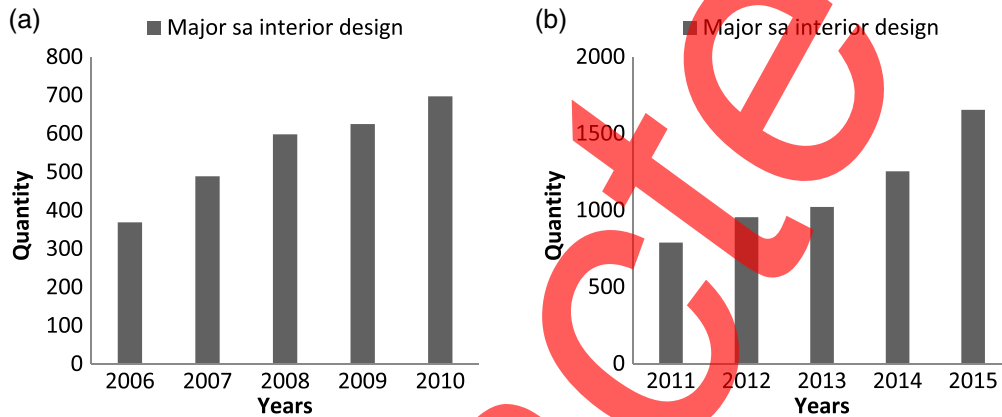 (a)
Major sa interior design
800
700
600
500
400
300
200
100
0
Quantity
2006 2007 2008 2009 2010
Years
(b)
Major sa interior design
2000
1500
1000
500
0
Quantity
2011 2012 2013 2014 2015
Years
cte